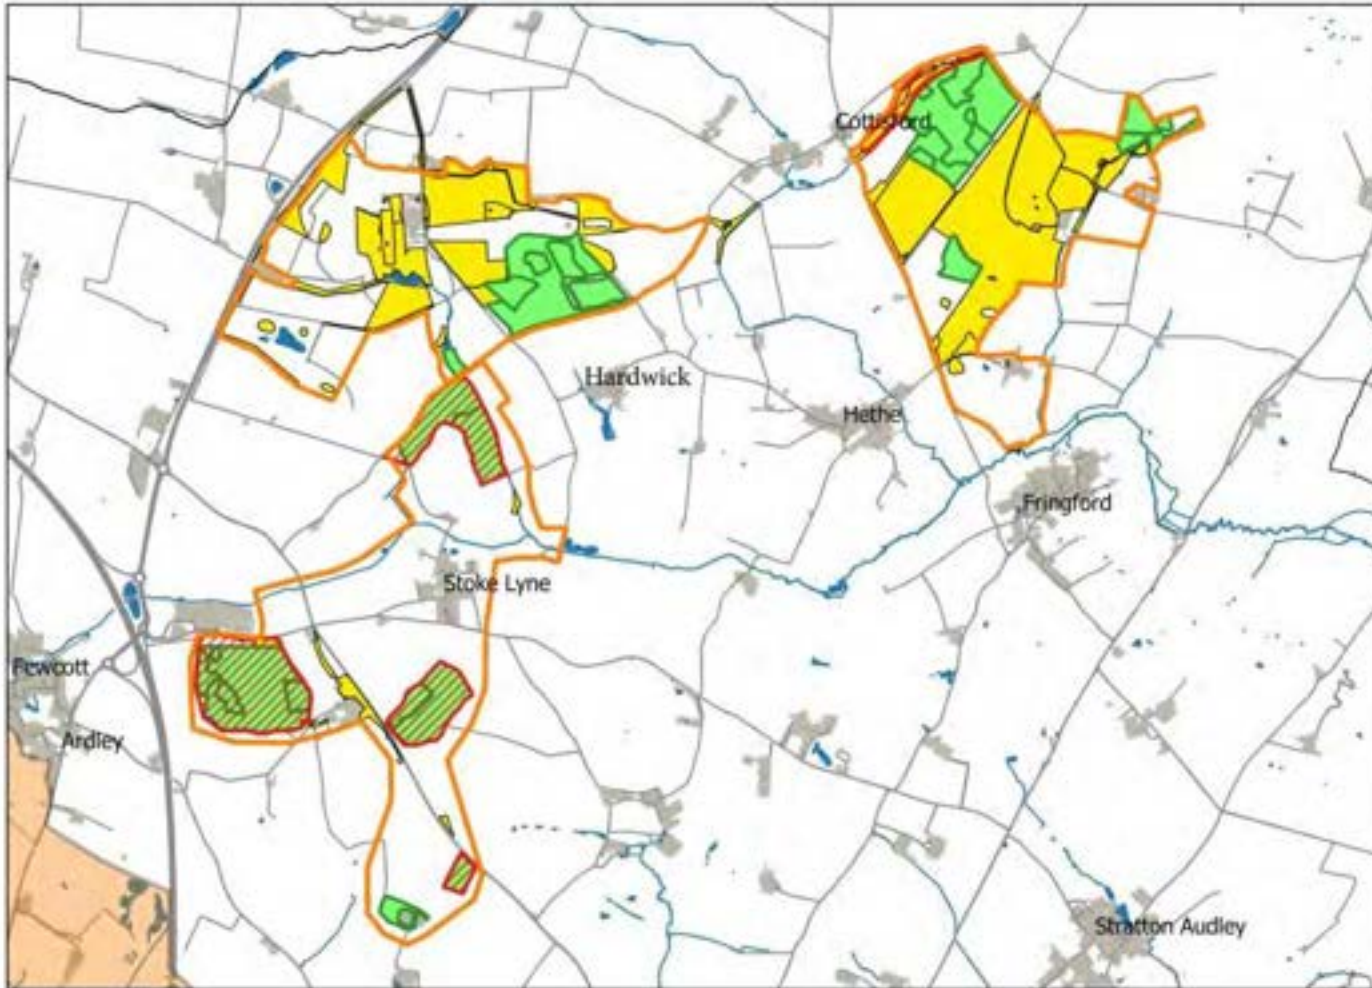 Cottisford
Hardwick
Hethe
Fringford
Stoke Lyne
Fewcott
Ardley
Stratton Audley